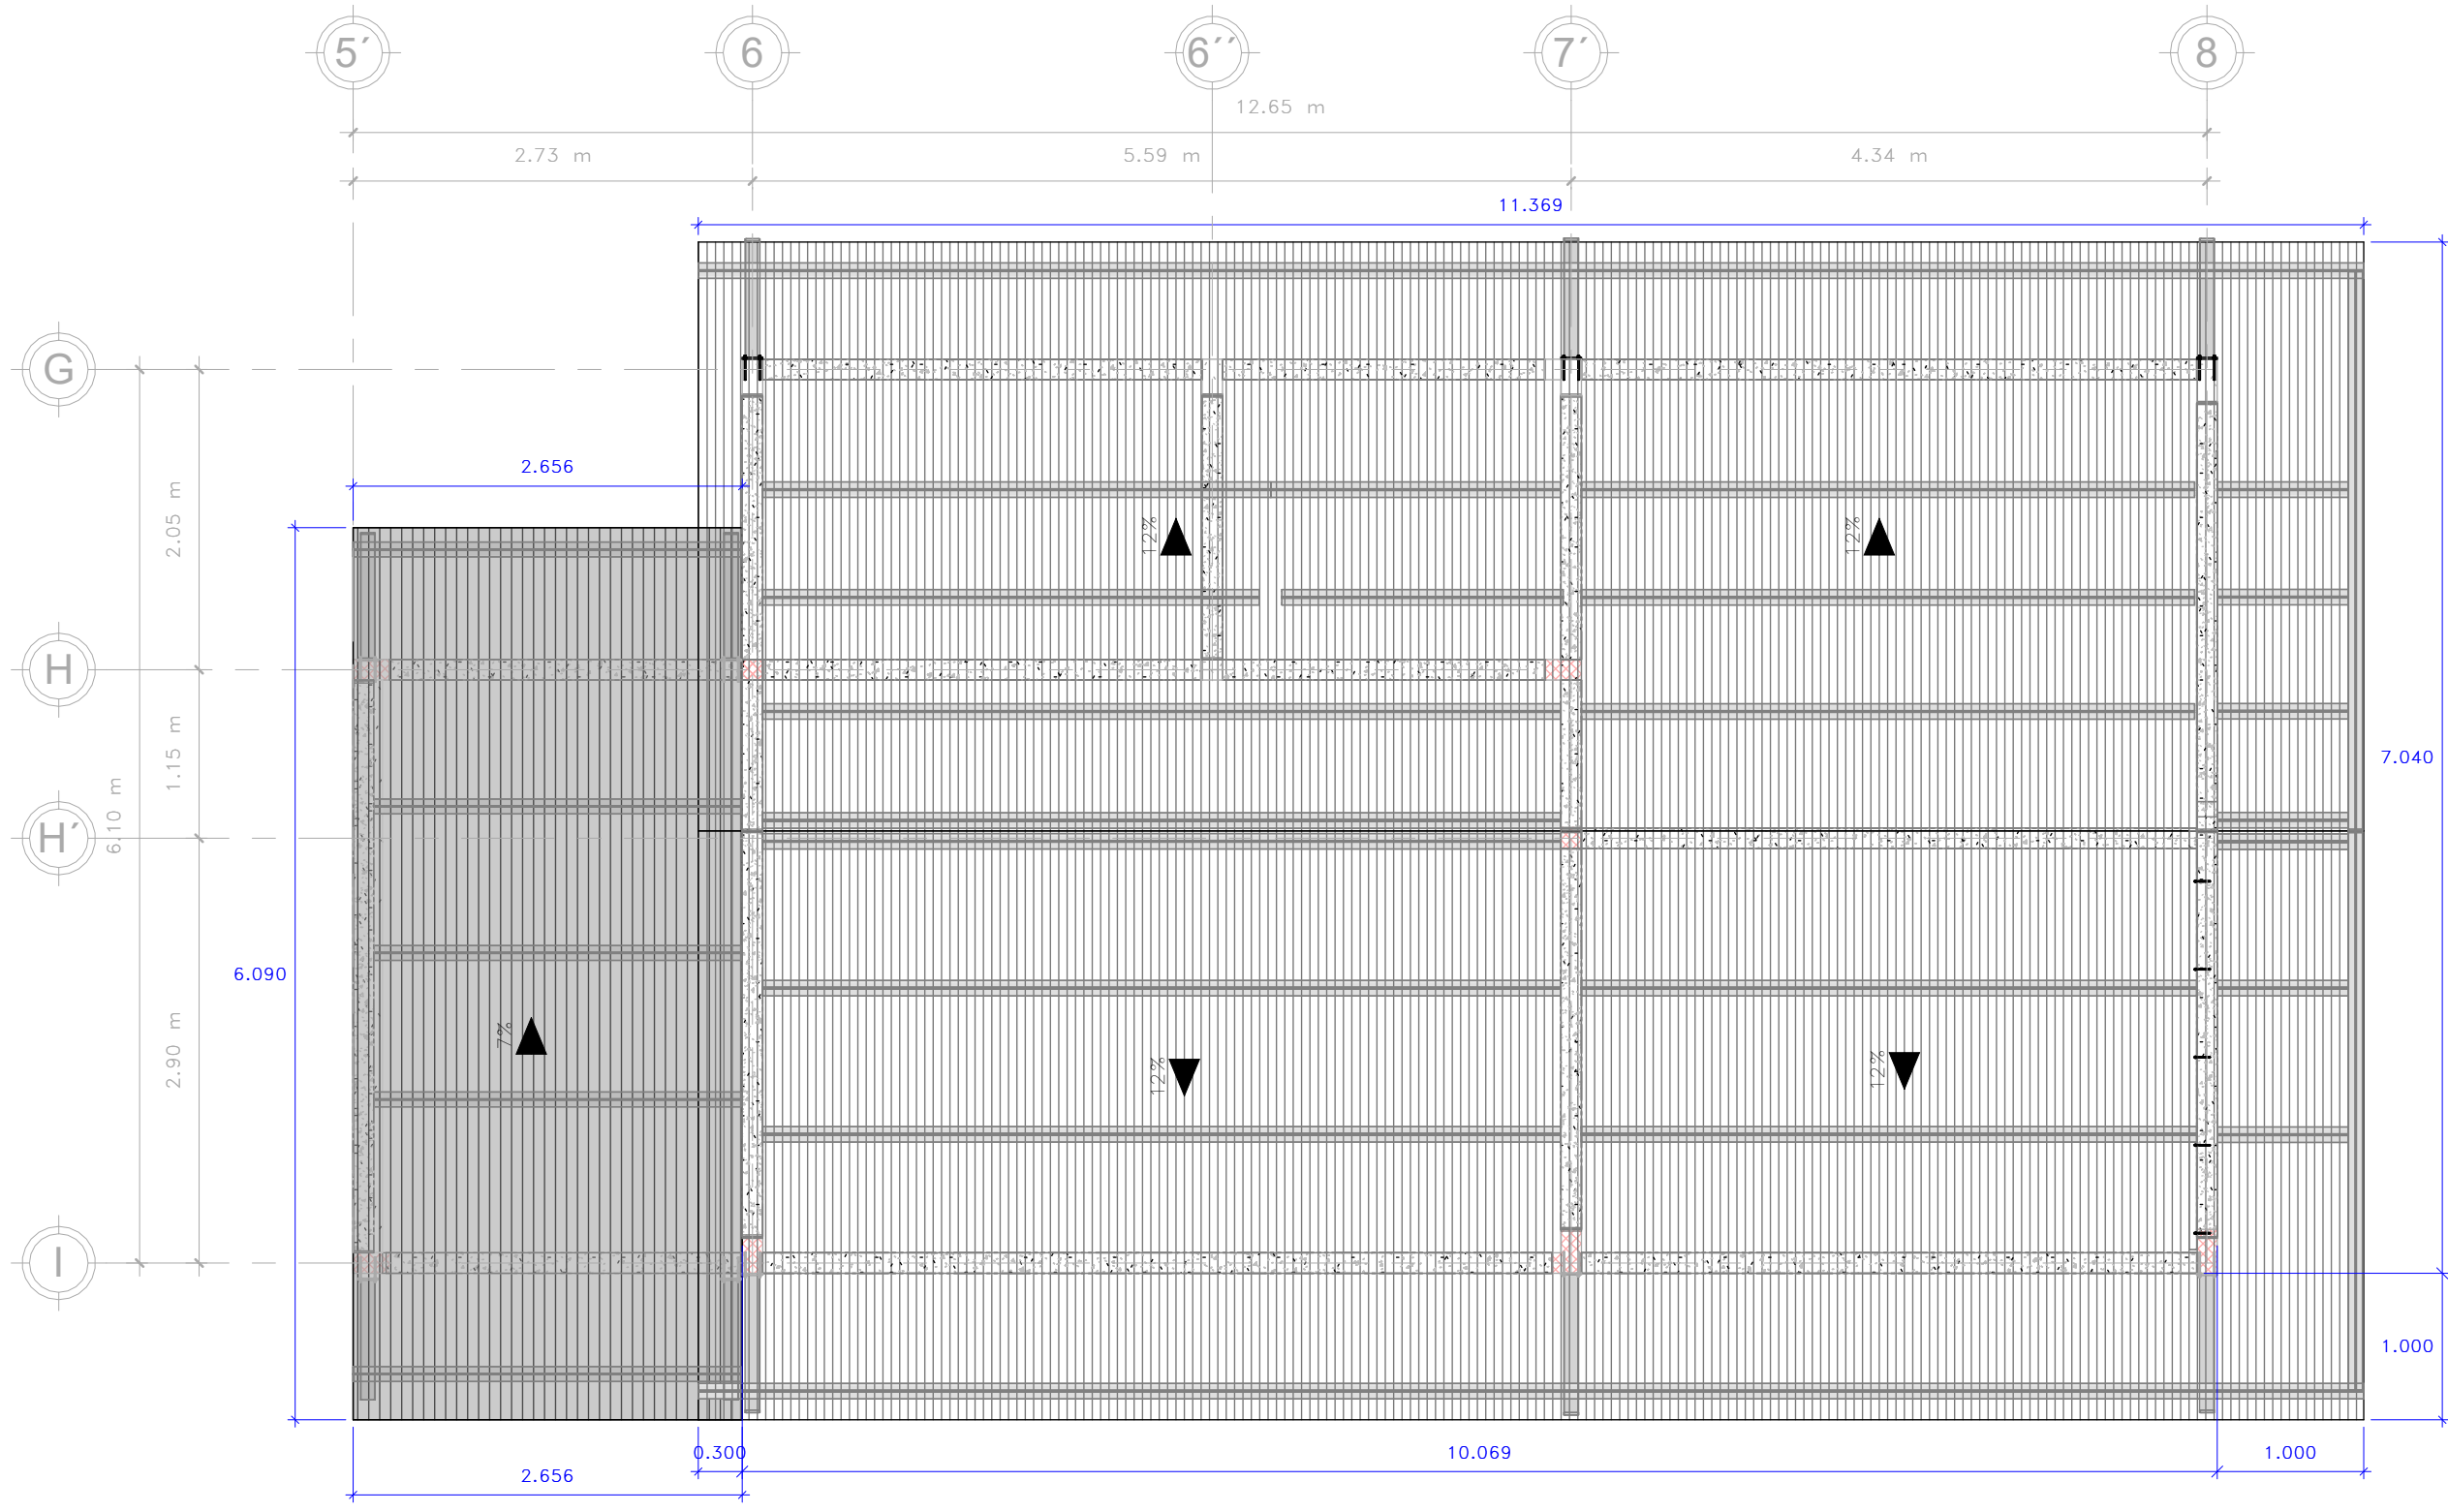 5´ 6 6´´ 7´ 8
12.65 m
2.73 m 5.59 m 4.34 m
11.369
G
2.656
2.05 m
12% 12%
H
1.15 m
7.040
6.10 m
H´
6.090
7%
2.90 m
12% 12%
I
1.000
0.300 10.069 1.000
2.656